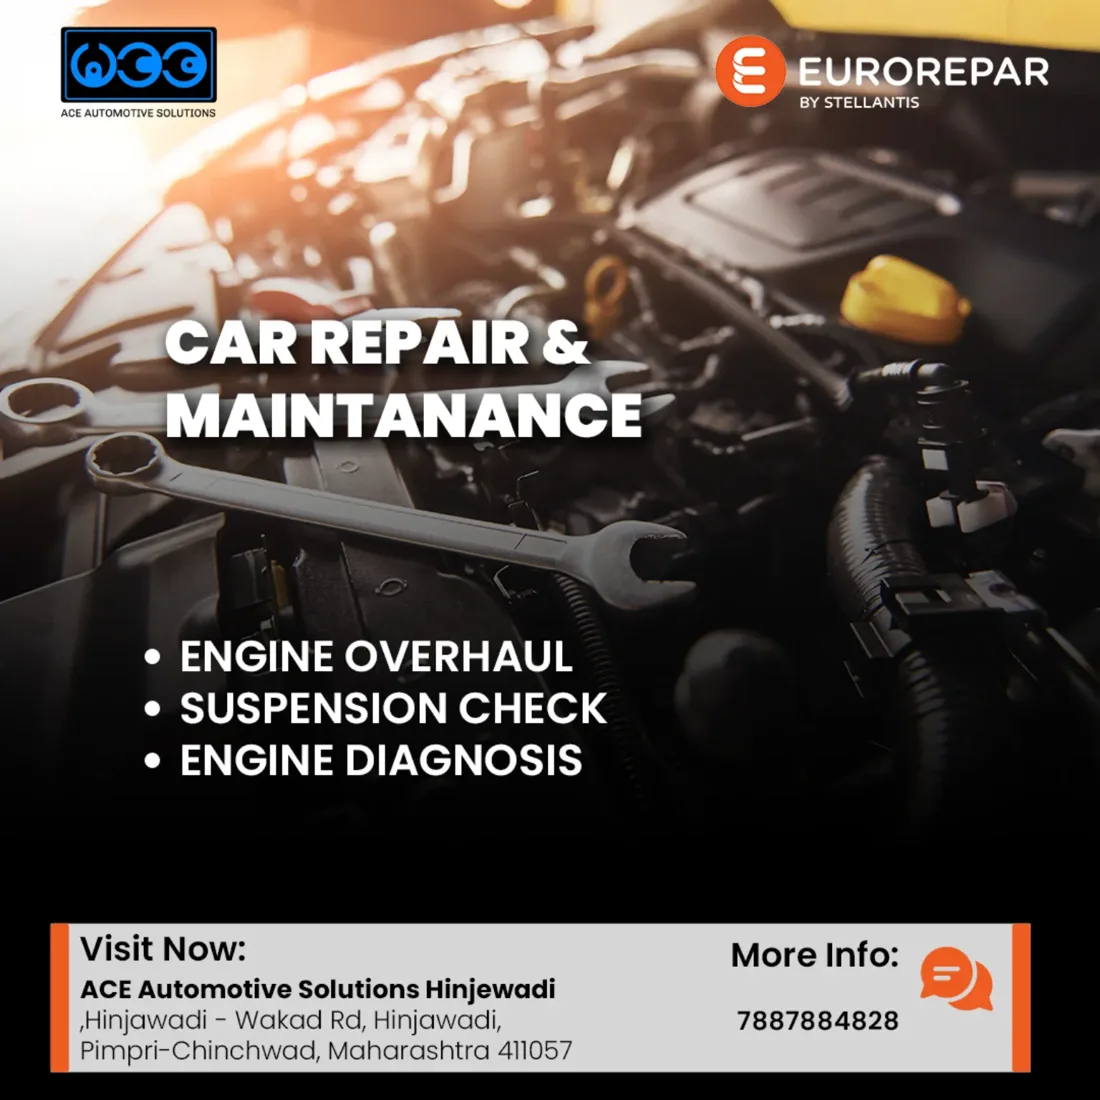 ACE
ACE AUTOMOTIVE SOLUTIONS
EUROREPAR
BY STELLANTIS
CAR REPAIR &
MAINTANANCE
• ENGINE OVERHAUL
• SUSPENSION CHECK
• ENGINE DIAGNOSIS
Visit Now:
ACE Automotive Solutions Hinjewadi
,Hinjawadi - Wakad Rd, Hinjawadi,
Pimpri-Chinchwad, Maharashtra 411057
More Info:
7887884828